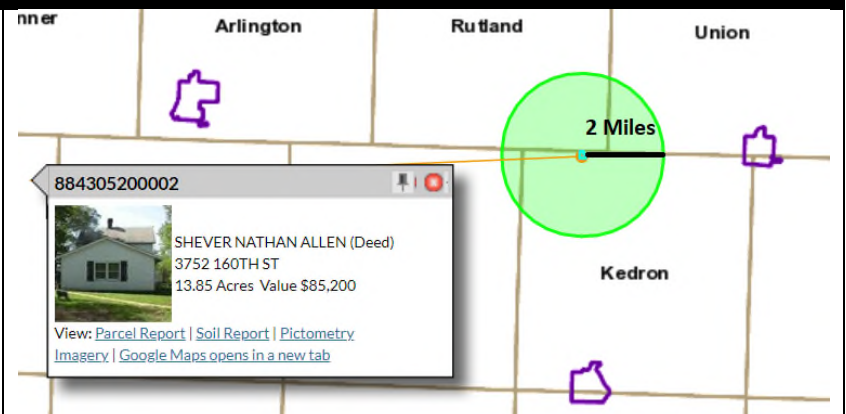 nner
Arlington
Rutland
Union
2 Miles
884305200002
SHEVER NATHAN ALLEN (Deed)
3752 160TH ST
13.85 Acres Value $85,200
View: Parcel Report | Soil Report | Pictometry
Imagery | Google Maps opens in a new tab
Kedron